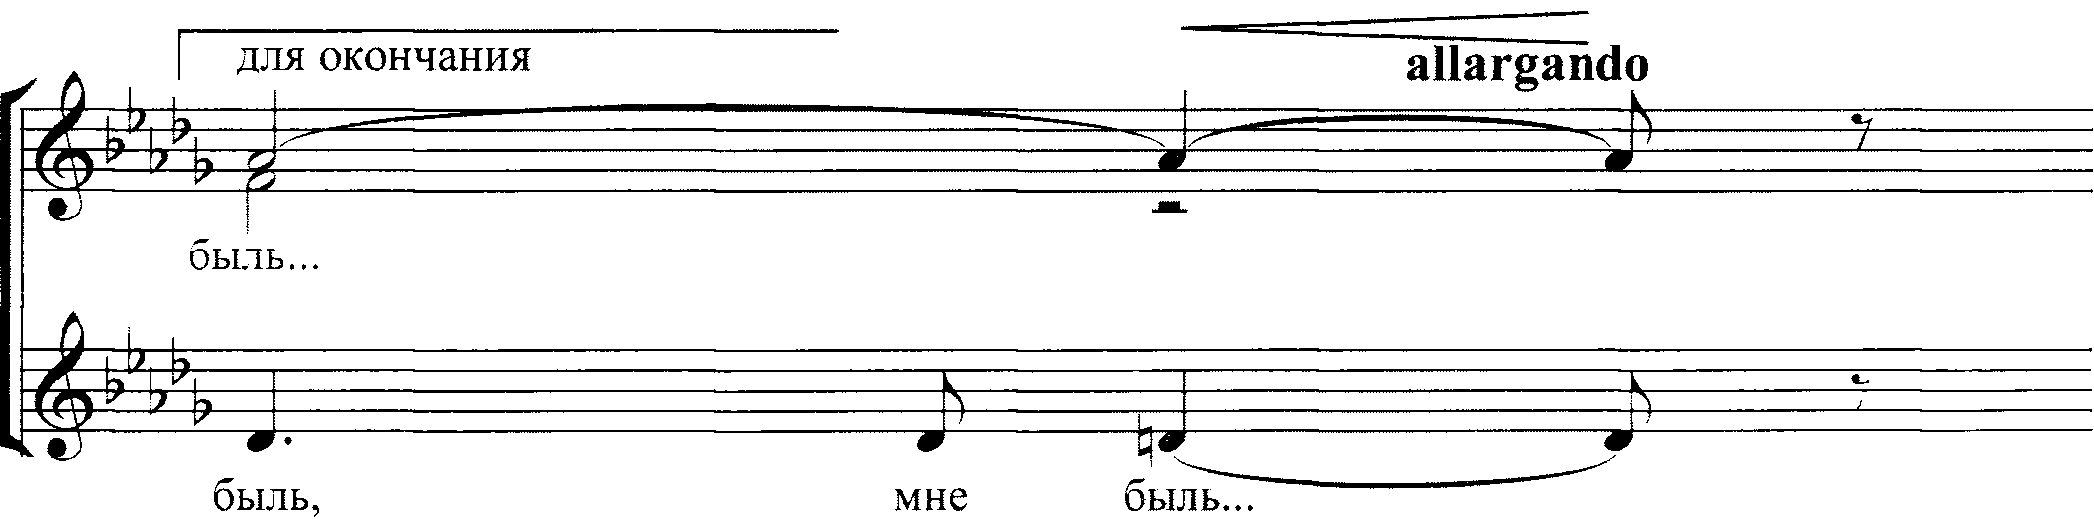 для окончания
allargando
быль...
быль, мне быль...